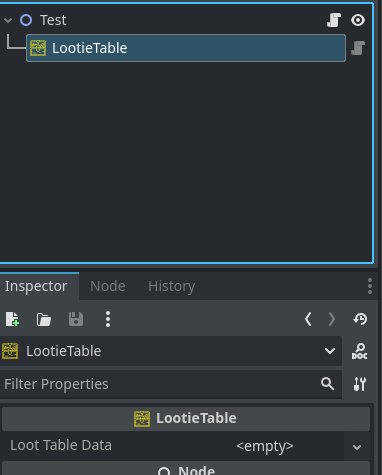 Test
LootieTable
Inspector Node History
LootieTable
DOC
Filter Properties
LootieTable
Loot Table Data <empty>
Node